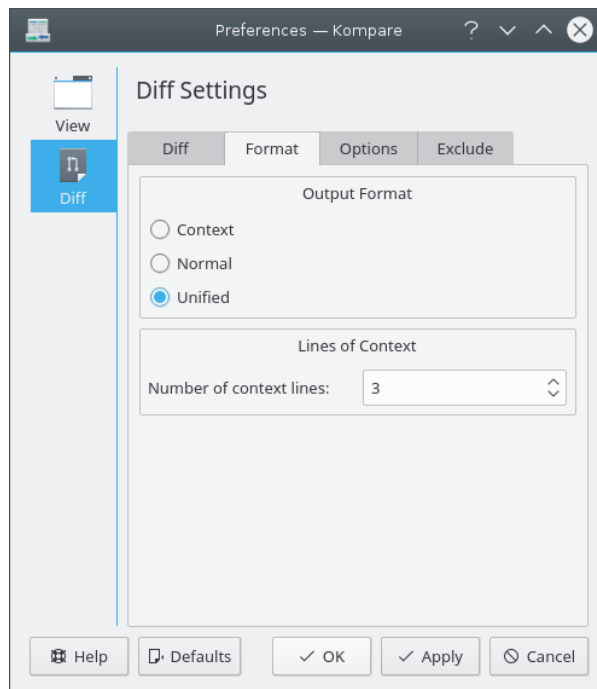 Preferences — Kompare
View
Diff
Diff Settings
Diff Format Options Exclude
Output Format
Context
Normal
Unified
Lines of Context
Number of context lines: 3
Help Defaults OK Apply Cancel